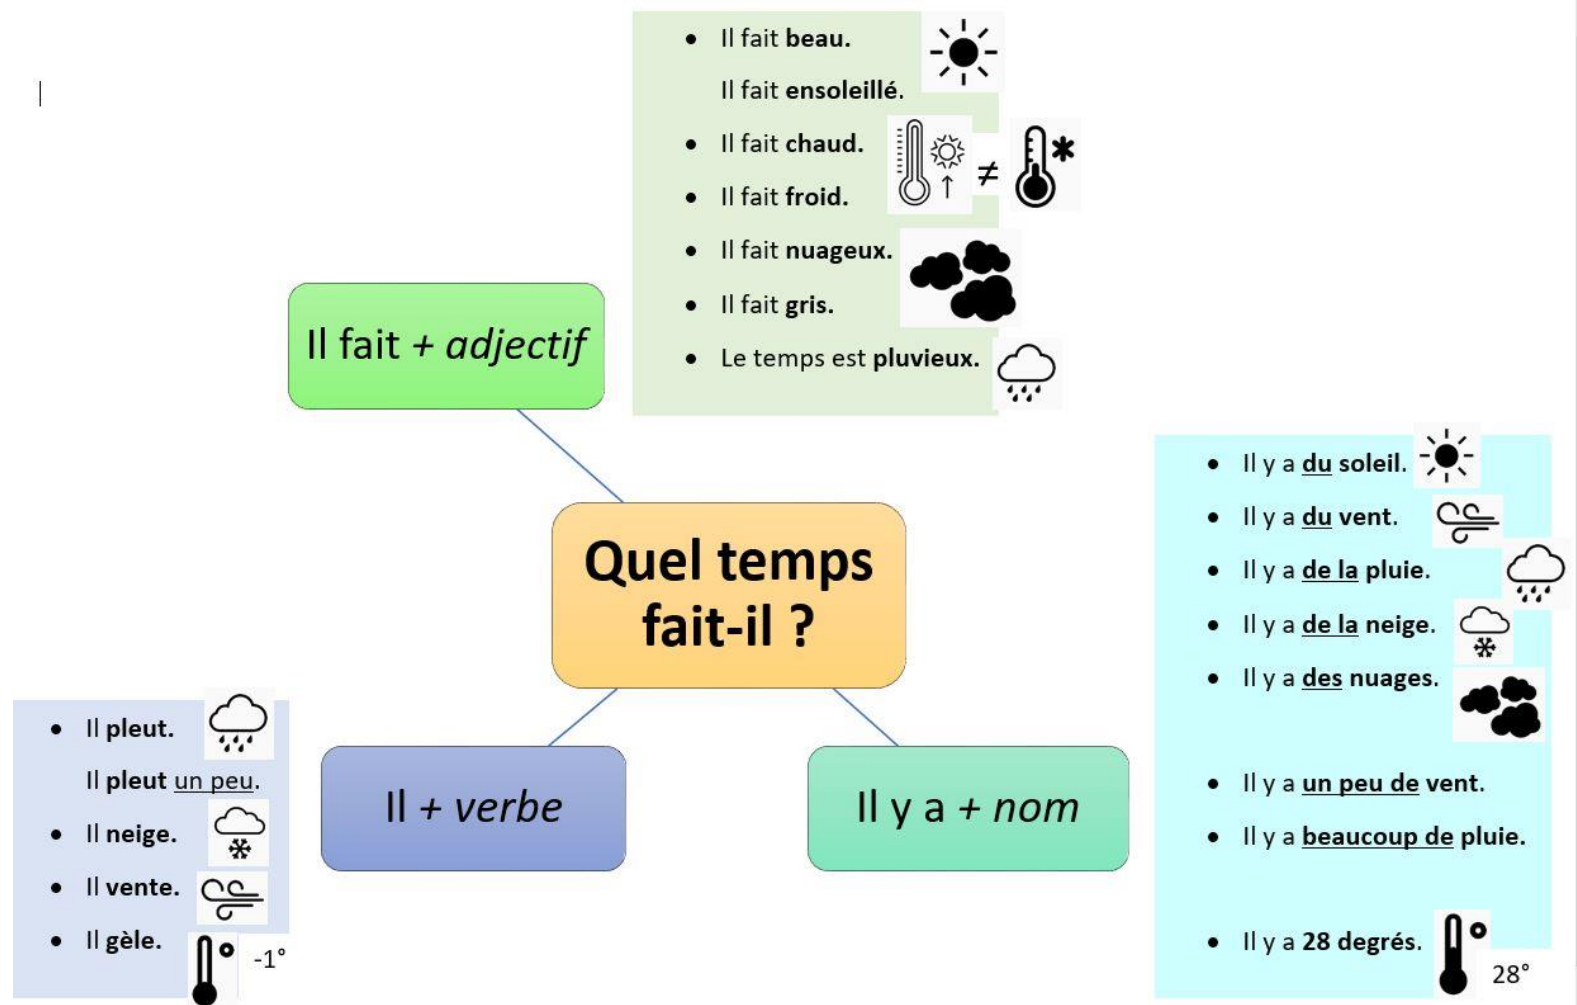 Il fait beau.
Il fait ensoleillé.
Il fait chaud.
≠
Il fait froid.
Il fait nuageux.
Il fait gris.
Le temps est pluvieux.
Il fait + adjectif
Quel temps
fait-il ?
Il y a + nom
Il y a du soleil.
Il y a du vent.
Il y a de la pluie.
Il y a de la neige.
Il y a des nuages.
Il y a un peu de vent.
Il y a beaucoup de pluie.
Il y a 28 degrés.
28°
Il + verbe
Il pleut.
Il pleut un peu.
Il neige.
Il vente.
Il gèle.
-1°